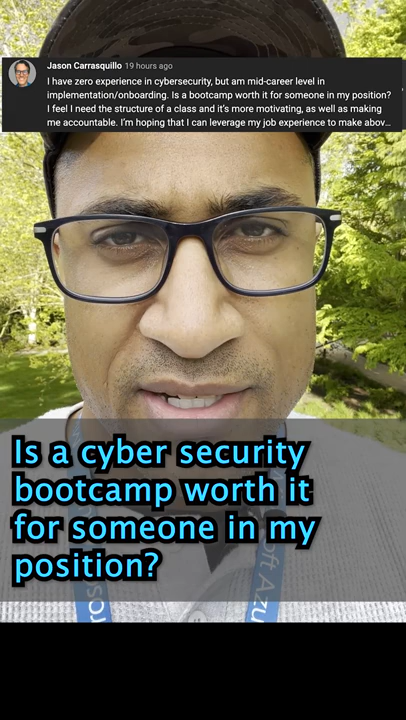 Jason Carrasquillo 19 hours ago
I have zero experience in cybersecurity, but am mid-career level in
implementation/onboarding. Is a bootcamp worth it for someone in my position?
I feel I need the structure of a class and it's more motivating, as well as making
me accountable. I'm hoping that I can leverage my job experience to make abov...
Is a cyber security
bootcamp worth it
for someone in my
position?
ros
oft Azu